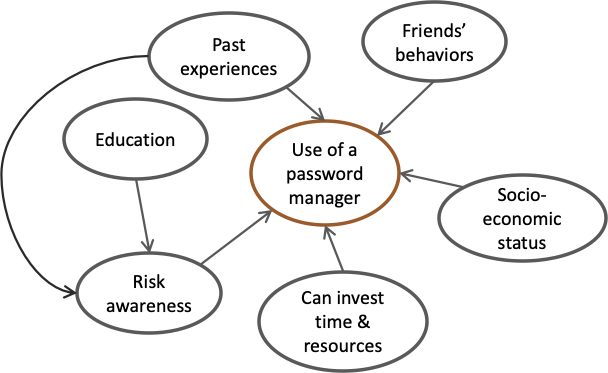 Past
experiences
Friends’
behaviors
Education
Use of a
password
manager
Socio-
economic
status
Risk
awareness
Can invest
time &
resources